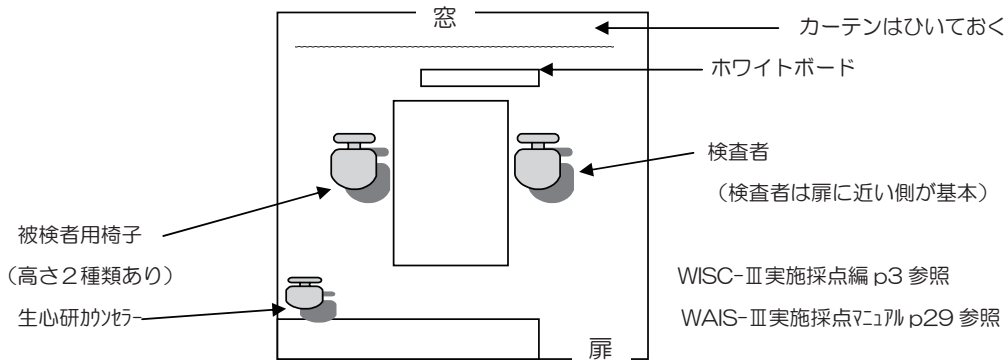 窓
カーテンはひいておく
ホワイトボード
検査者
（検査者は扉に近い側が基本）
被検者用椅子
（高さ２種類あり）
生心研ｶｳﾝｾﾗｰ
WISC-Ⅲ実施採点編 p3 参照
WAIS-Ⅲ実施採点ﾏﾆｭｱﾙ p29 参照
扉